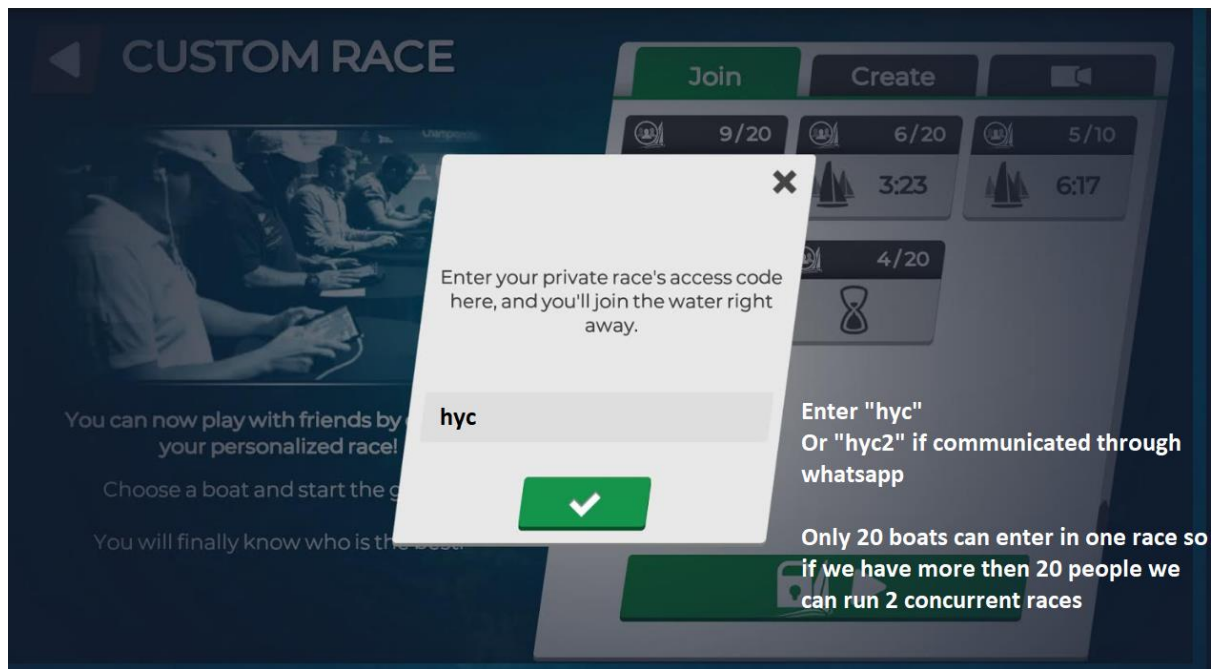 CUSTOM RACE
Join
Create
9/20
6/20
5/10
3:23
6:17
4/20
Enter your private race's access code
here, and you'll join the water right
away.
hyc
You can now play with friends by
your personalized race!
Choose a boat and start the
You will finally know who is the best.
Enter "hyc"
Or "hyc2" if communicated through
whatsapp
Only 20 boats can enter in one race so
if we have more then 20 people we
can run 2 concurrent races